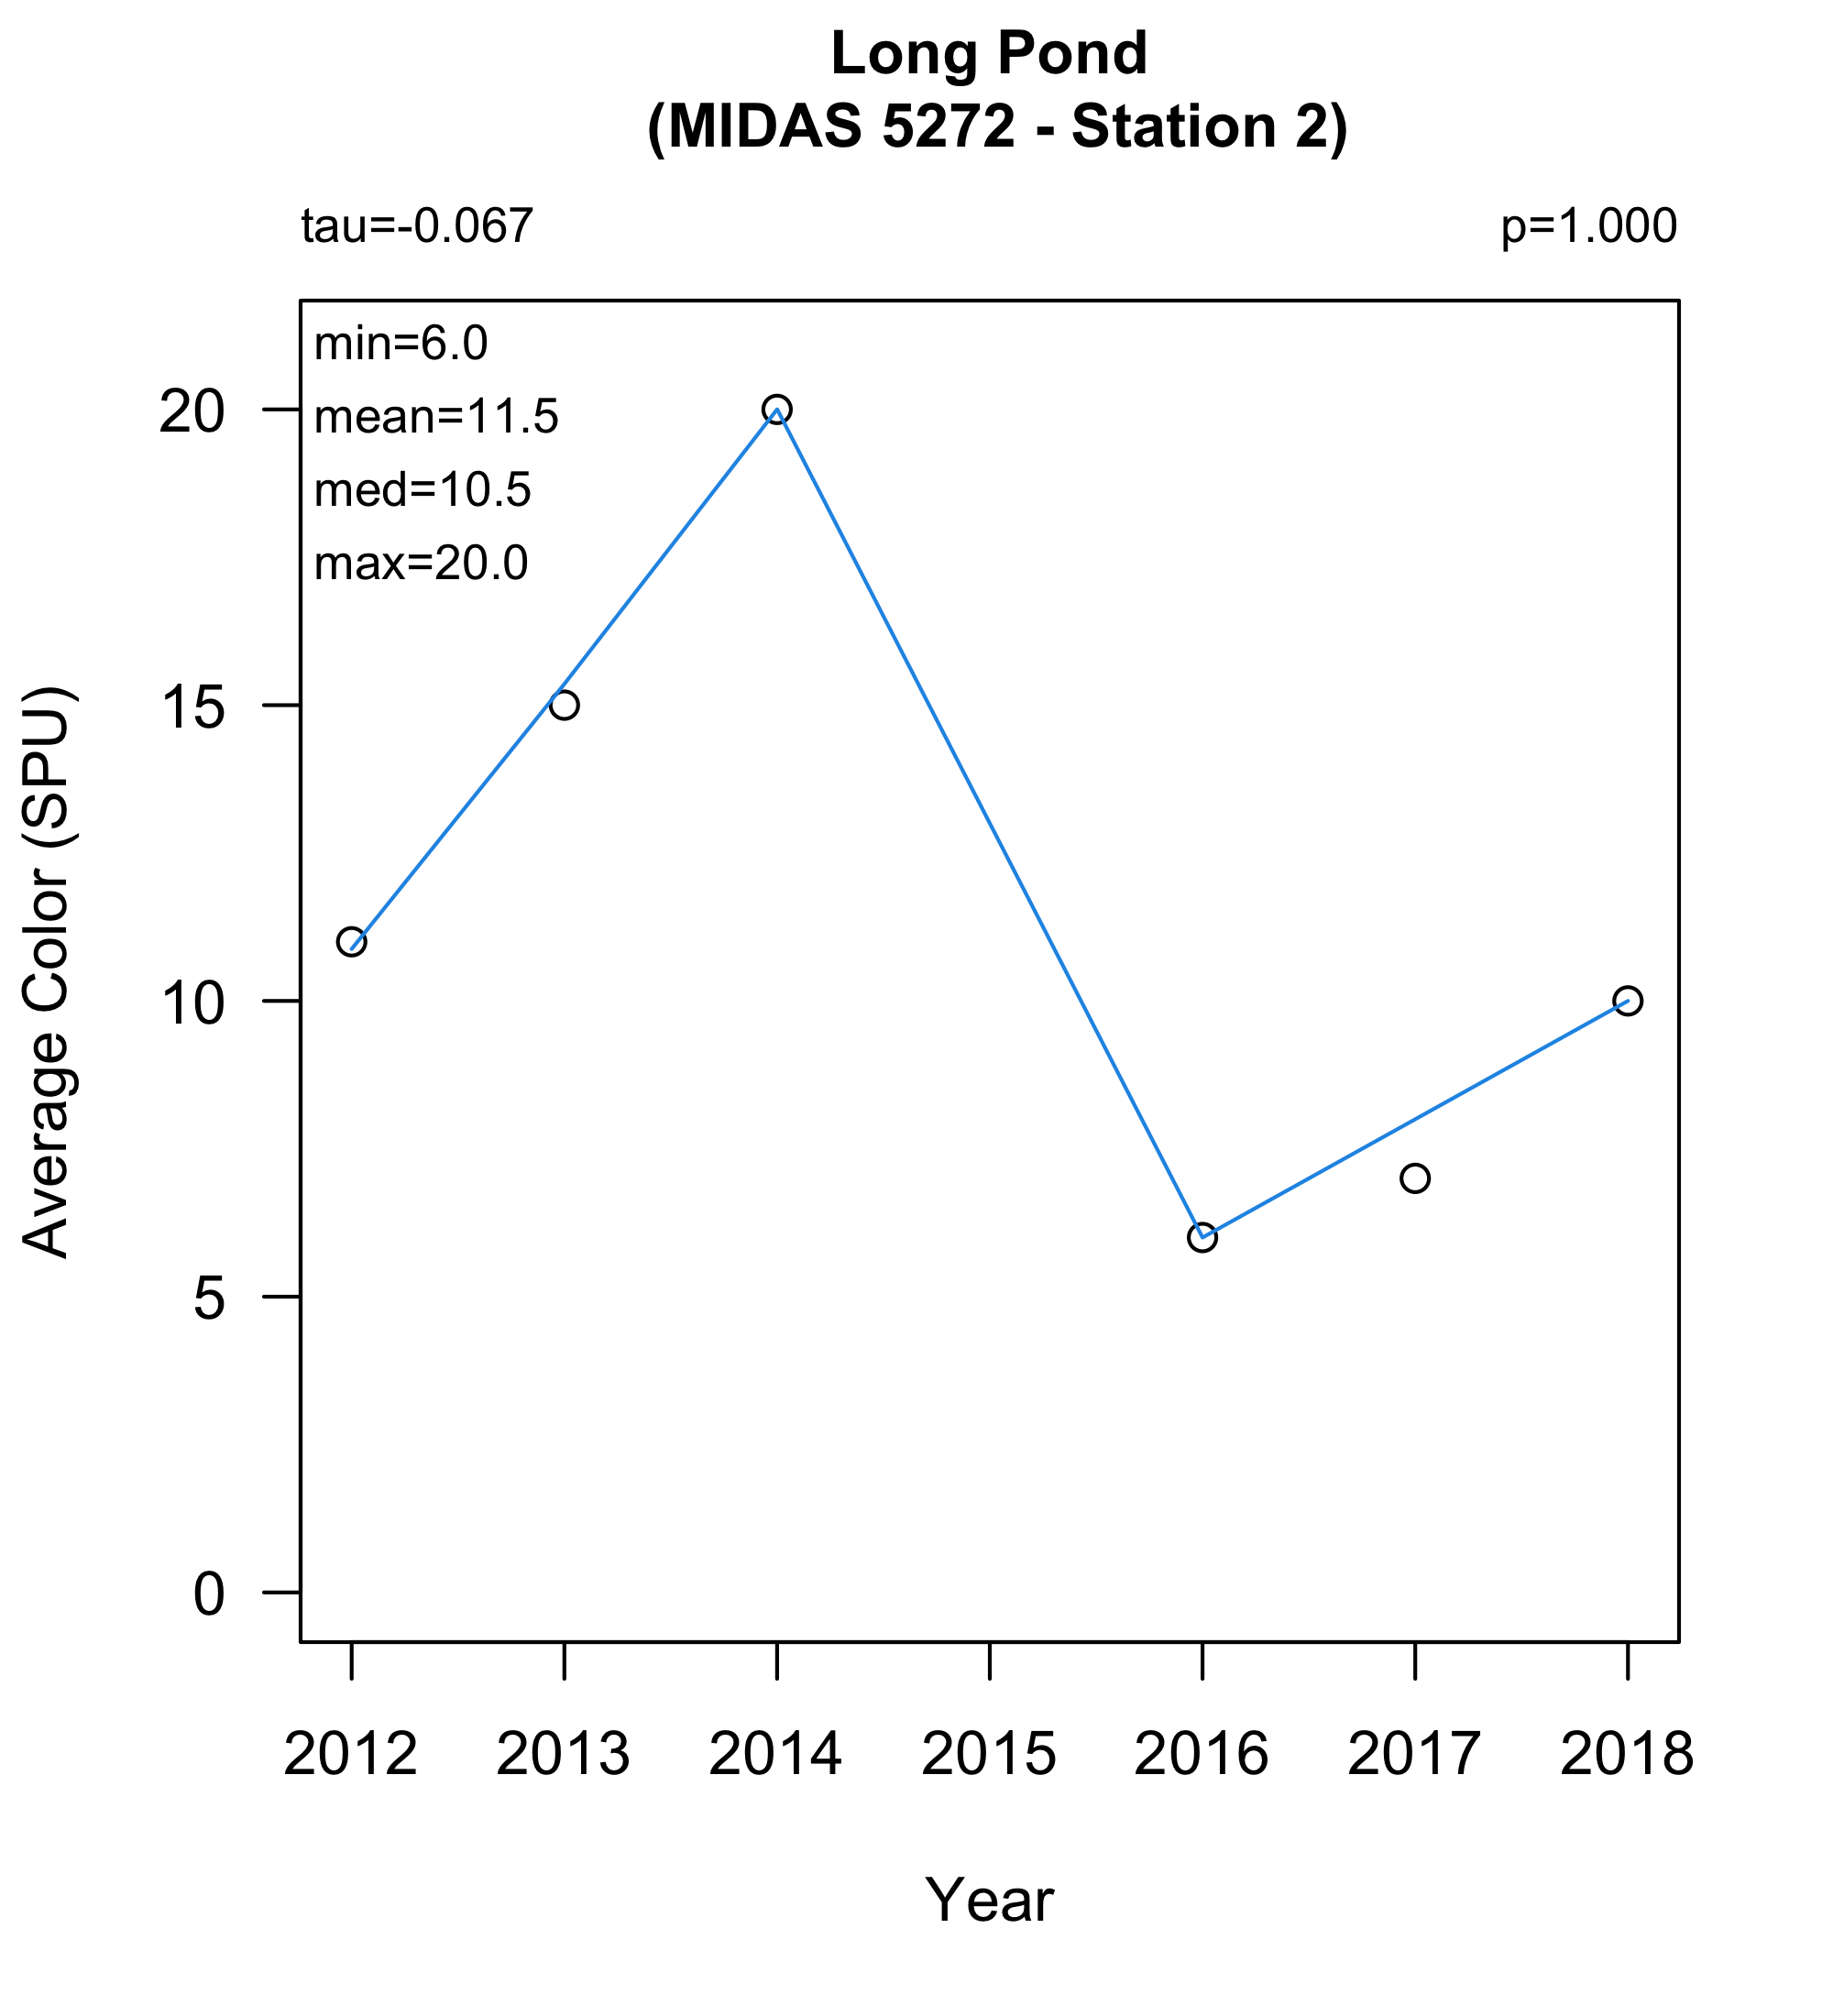 Long Pond
(MIDAS 5272 - Station 2)
tau=-0.067
p=1.000
min=6.0
mean=11.5
med=10.5
max=20.0
Average Color (SPU)
20
15
10
5
0
2012 2013 2014 2015 2016 2017 2018
Year